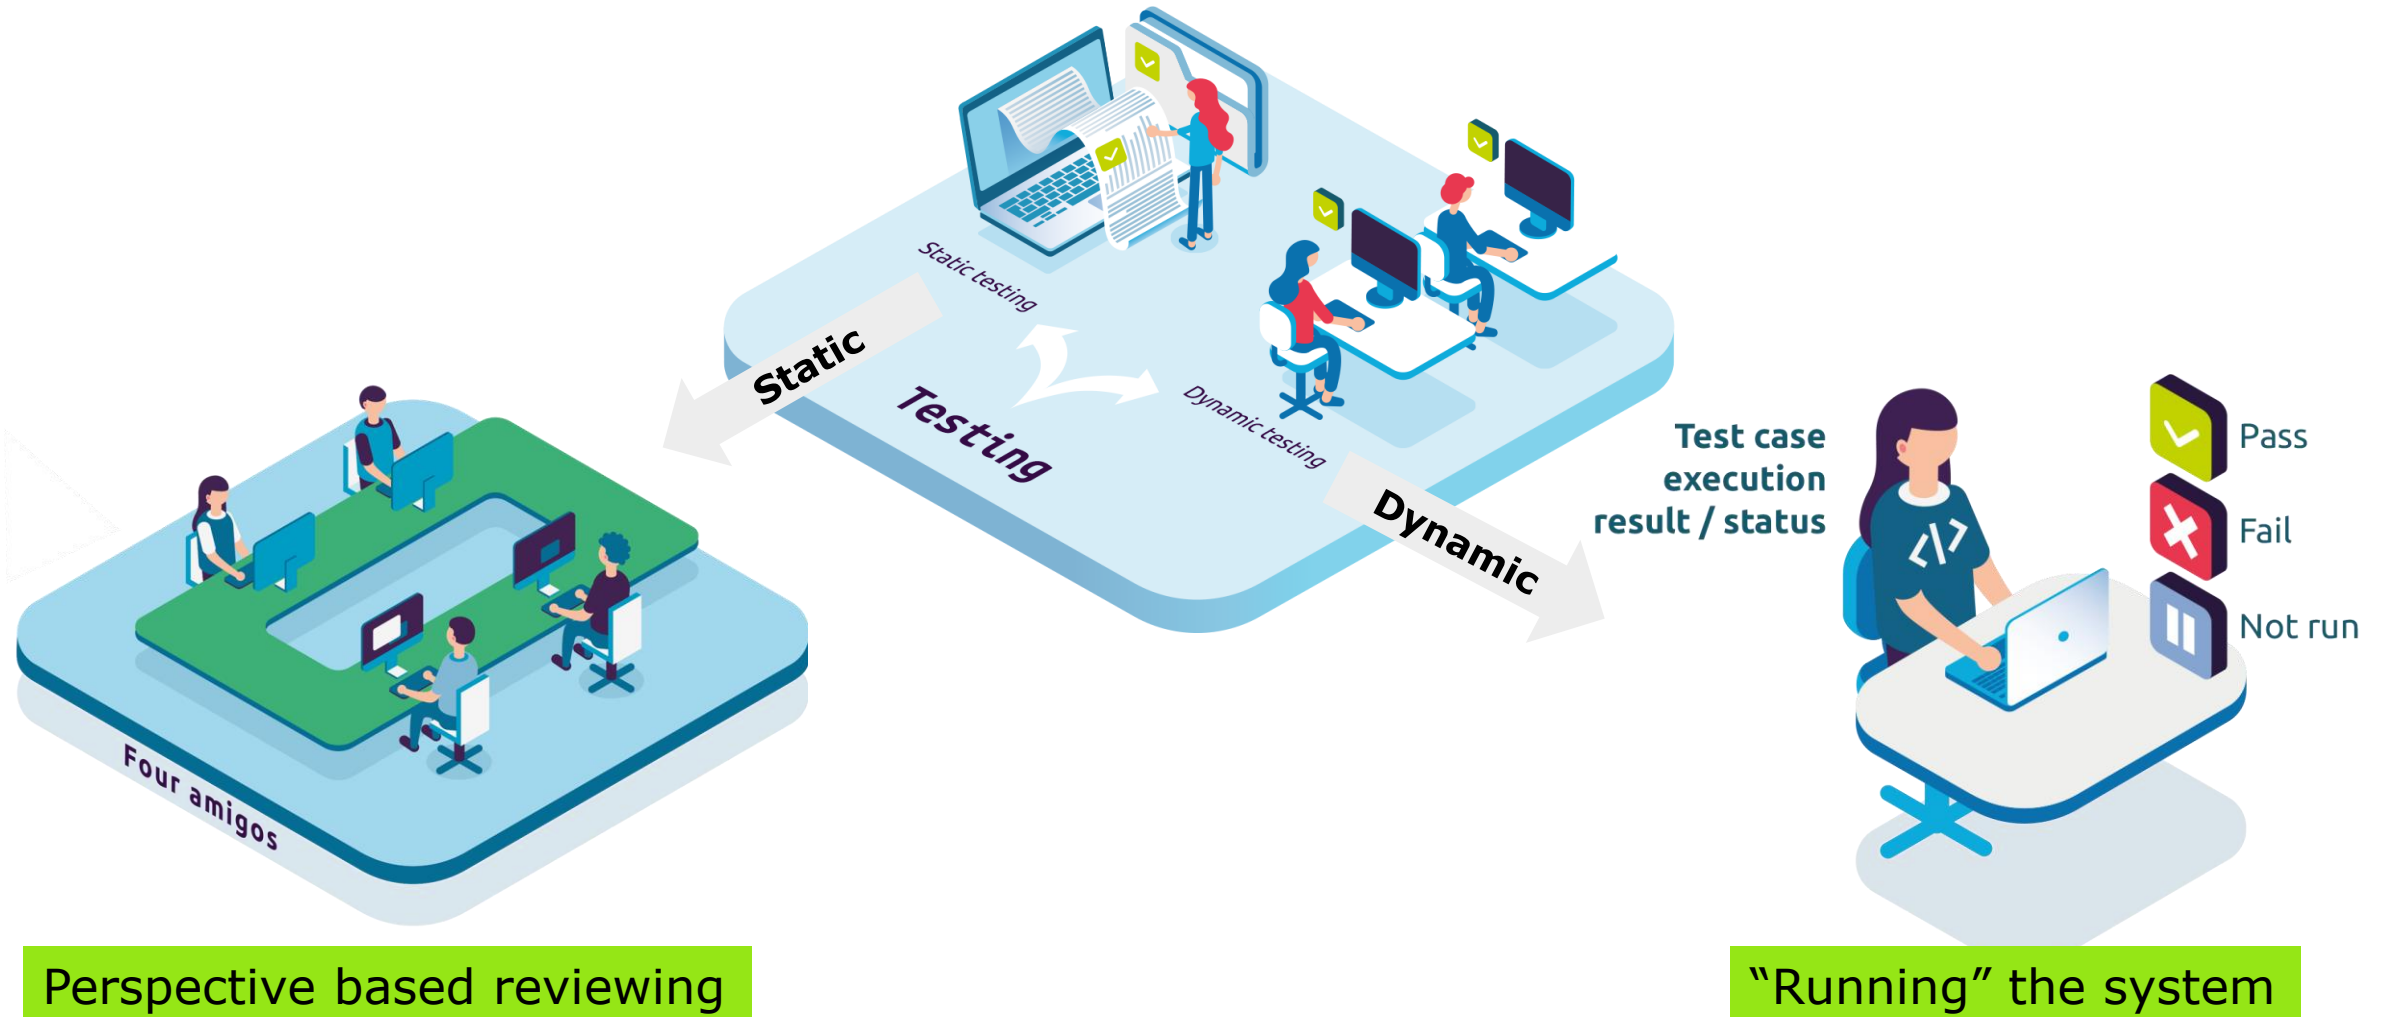 Static testing
Static
Testing
Dynamic testing
Dynamic
Four amigos
Test case
execution
result / status
Pass
Fail
Not run
</>
Perspective based reviewing
“Running” the system